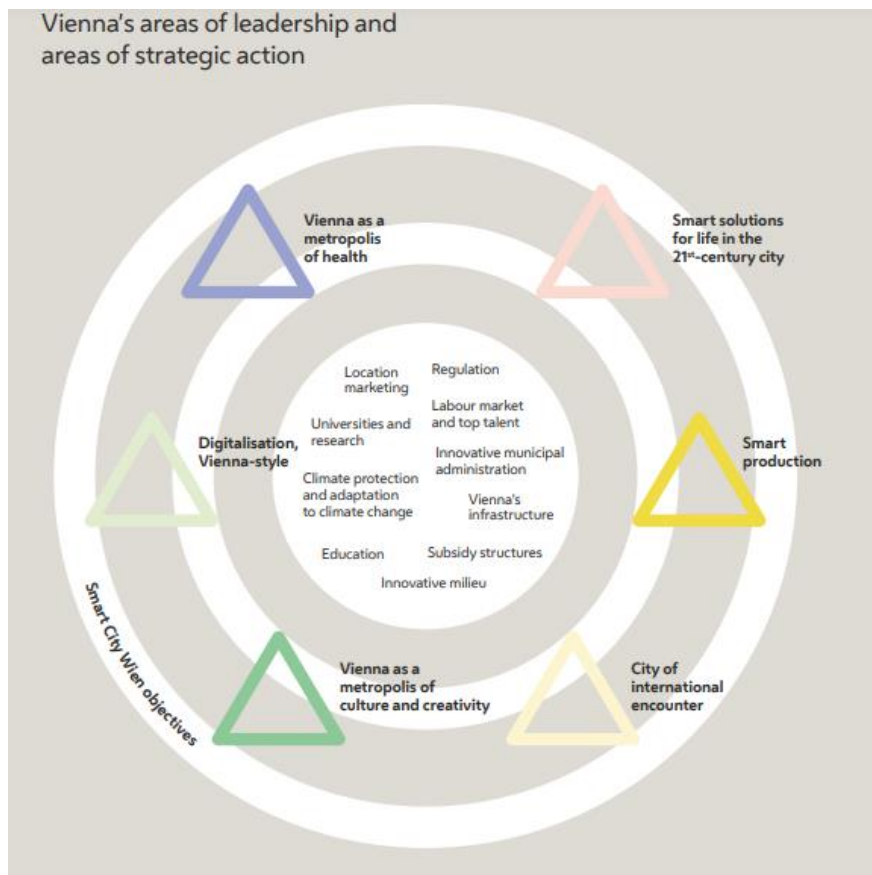 Vienna's areas of leadership and
areas of strategic action
Vienna as a
metropolis
of health
Smart solutions
for life in the
21st-century city
Location
marketing
Regulation
Labour market
and top talent
Universities and
research
Innovative municipal
administration
Climate protection
and adaptation
to climate change
Vienna's
infrastructure
Education
Subsidy structures
Innovative milieu
Digitalisation,
Vienna-style
Smart
production
Smart City Wien objectives
Vienna as a
metropolis of
culture and creativity
City of
international
encounter